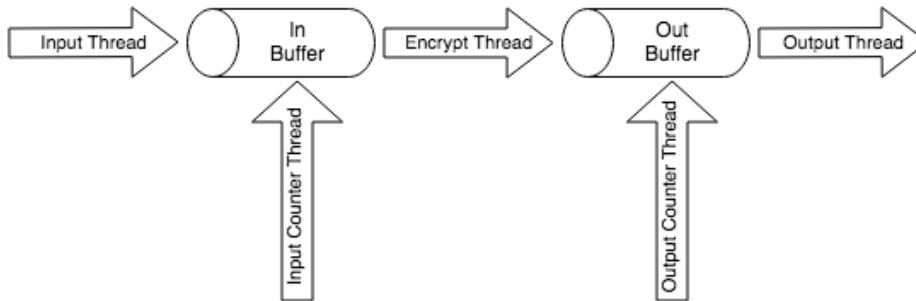 Input Thread
In
Buffer
Encrypt Thread
Out
Buffer
Output Thread
Input Counter Thread
Output Counter Thread